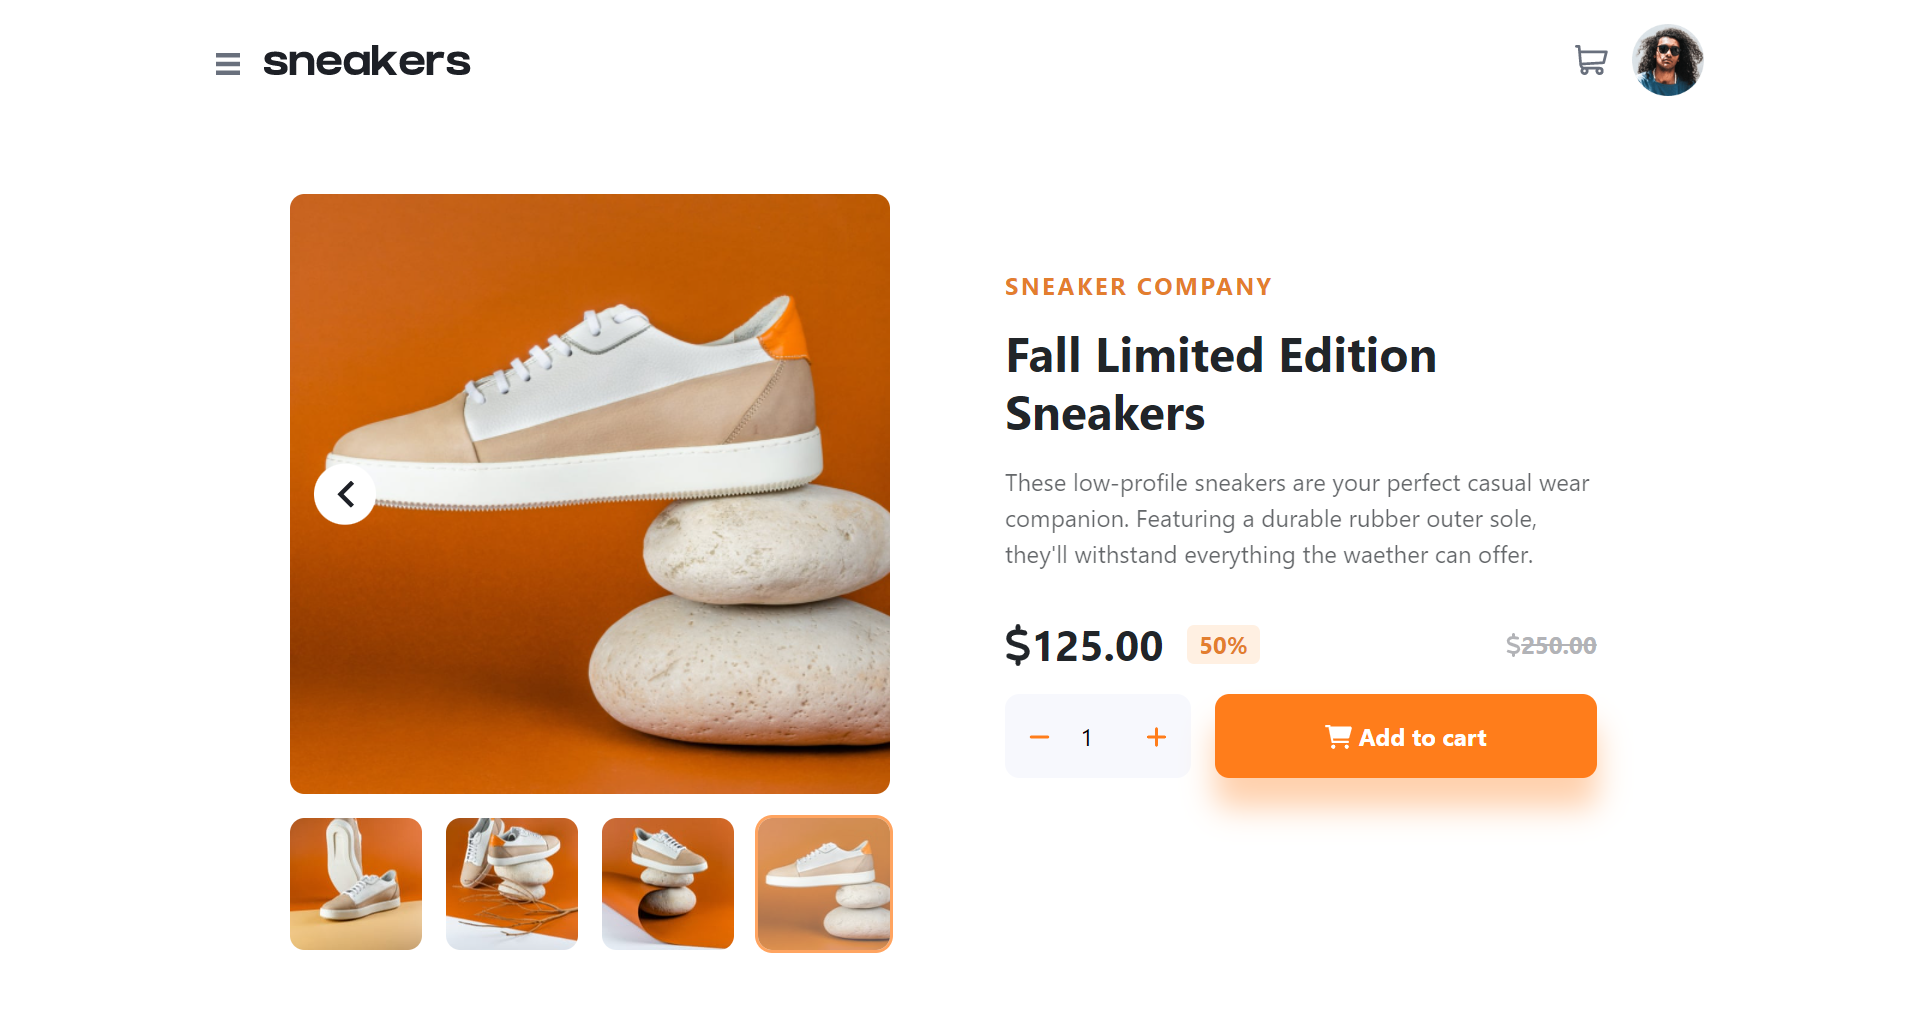 sneakers
SNEAKER COMPANY
Fall Limited Edition
Sneakers
These low-profile sneakers are your perfect casual wear
companion. Featuring a durable rubber outer sole,
they'll withstand everything the waether can offer.
$125.00 50% $250.00
1 Add to cart